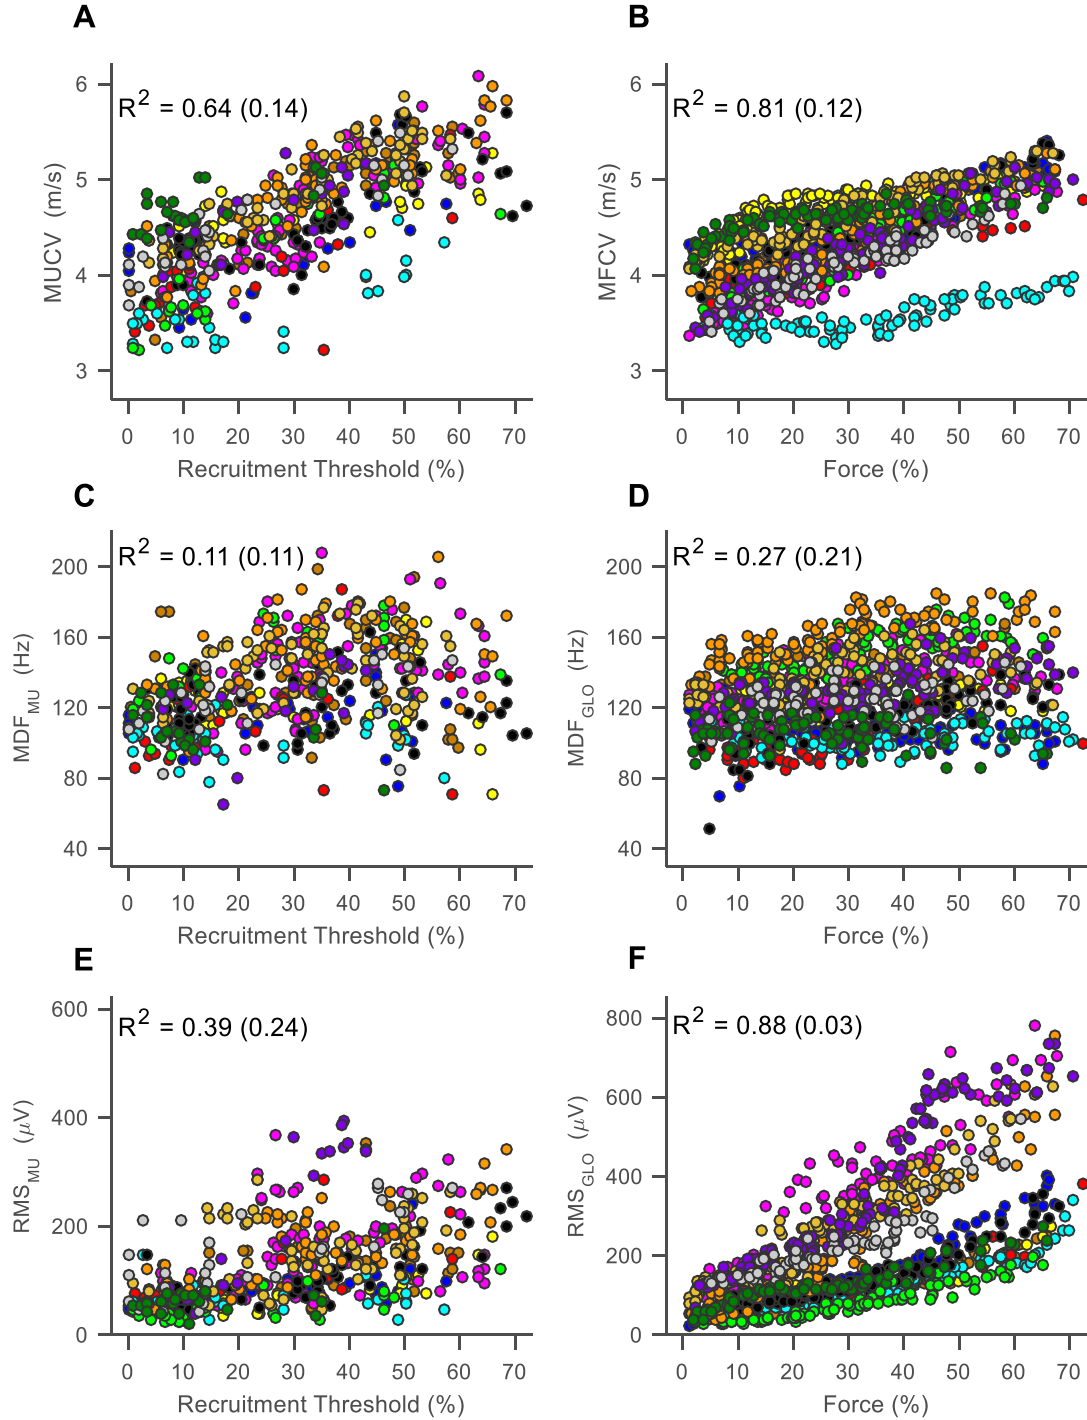 A
B
R2 = 0.64 (0.14)
R2 = 0.81 (0.12)
MUCV (m/s)
MFCV (m/s)
6
5
4
3
6
5
4
3
0 10 20 30 40 50 60 70
0 10 20 30 40 50 60 70
Recruitment Threshold (%)
Force (%)
C
D
R2 = 0.11 (0.11)
R2 = 0.27 (0.21)
MDFMU (Hz)
MDFGLO (Hz)
200
160
120
80
40
200
160
120
80
40
0 10 20 30 40 50 60 70
0 10 20 30 40 50 60 70
Recruitment Threshold (%)
Force (%)
E
F
R2 = 0.39 (0.24)
R2 = 0.88 (0.03)
RMSMU (μV)
RMSGLO (μV)
600
400
200
0
800
600
400
200
0
0 10 20 30 40 50 60 70
0 10 20 30 40 50 60 70
Recruitment Threshold (%)
Force (%)